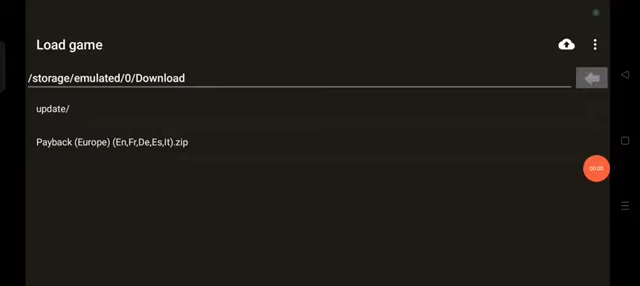 Load game
/storage/emulated/0/Download
update/
Payback (Europe) (En,Fr,De,Es,It).zip
00:00